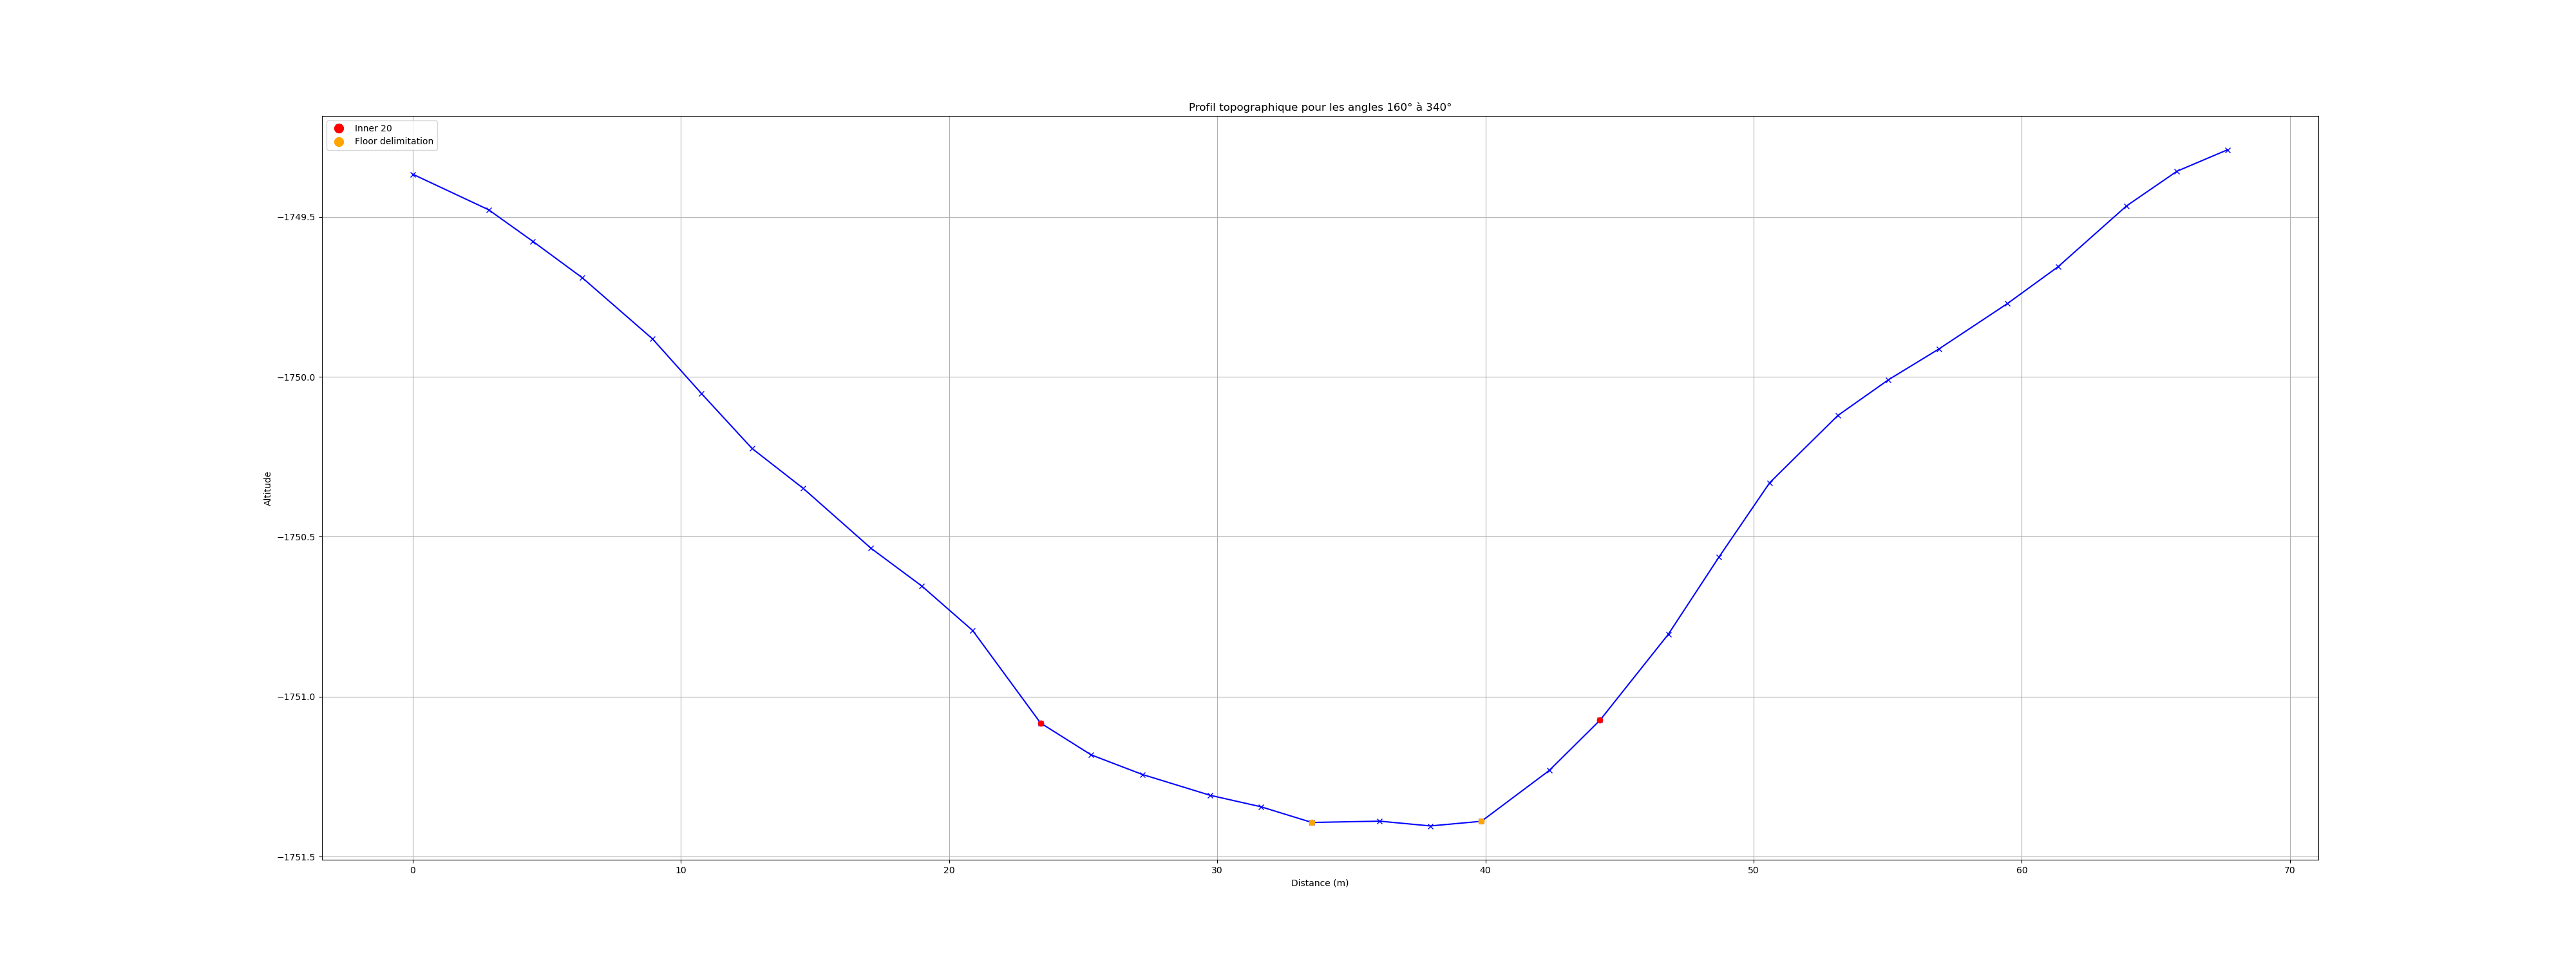 Profil topographique pour les angles 160° à 340°
Inner 20
Floor delimitation
Altitude
−1749.5
−1750.0
−1750.5
−1751.0
−1751.5
0 10 20 30 40 50 60 70
Distance (m)